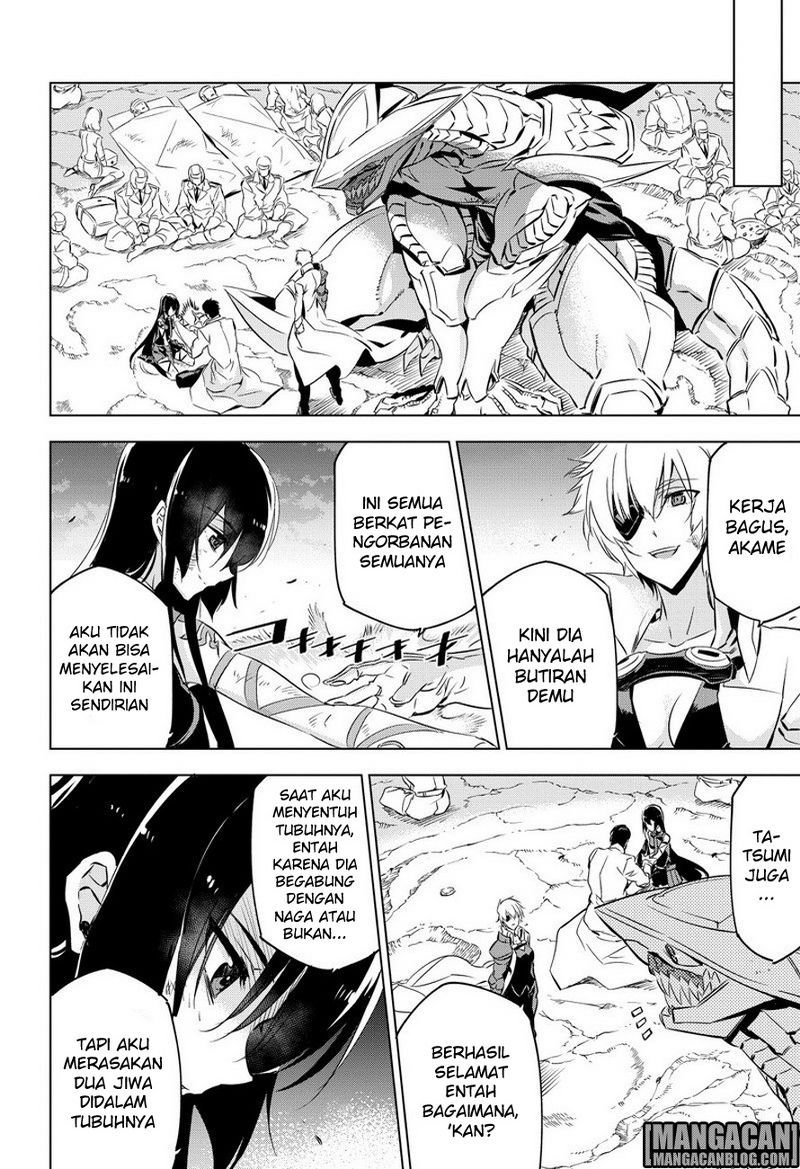 KERJA
BAGUS,
AKAME
KINI DIA
HANYALAH
BUTIRAN
DEMU
INI SEMUA
BERKAT PE-
NGORBANAN
SEMUANYA
AKU TIDAK
AKAN BISA
MENYELESAI-
KAN INI
SENDIRIAN
TA-
TSUMI
JUGA
...
BERHASIL
SELAMAT
ENTAH
BAGAIMANA,
'KAN?
SAAT AKU
MENYENTUH
TUBUHNYA,
ENTAH
KARENA DIA
BEGABUNG
DENGAN
NAGA ATAU
BUKAN...
TAPI AKU
MERASAKAN
DUA JIWA
DIDALAM
TUBUHNYA
[MANGACAN]
MANGACANBLOG.COM